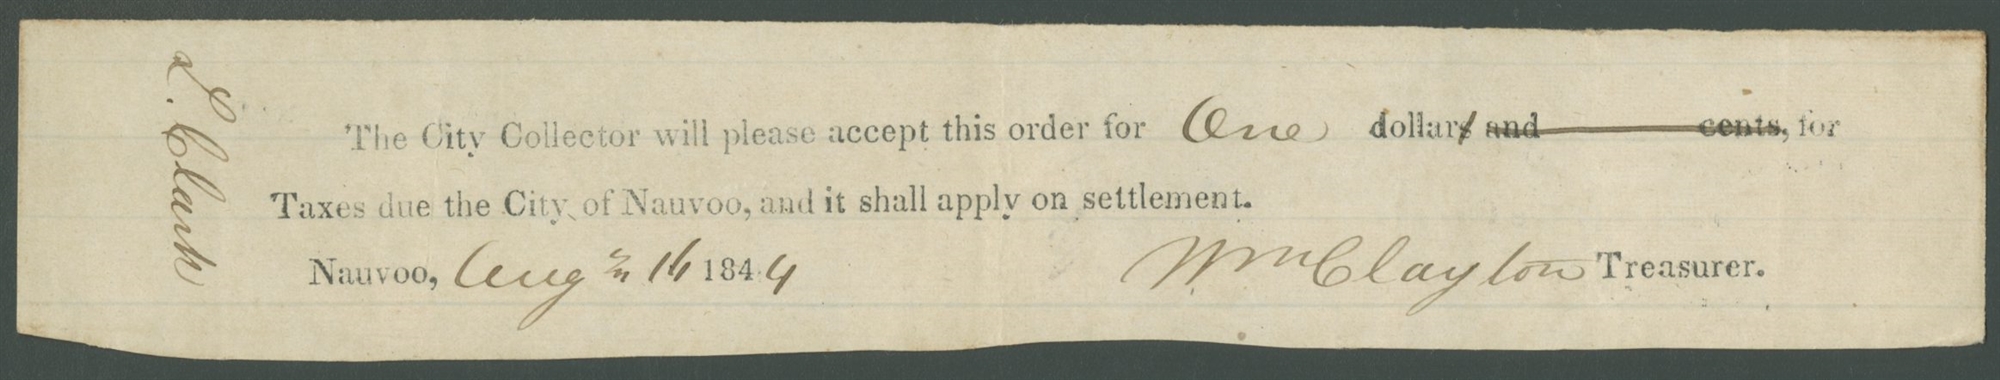 L. Clark
The City Collector will please accept this order for One dollars and cents, for
Taxes due the City of Nauvoo, and it shall apply on settlement.
Nauvoo, Augst 16 1844 Wm Clayton Treasurer.